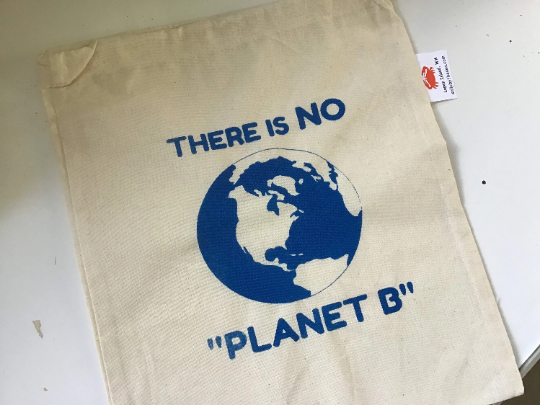 THERE IS NO
"PLANET B"